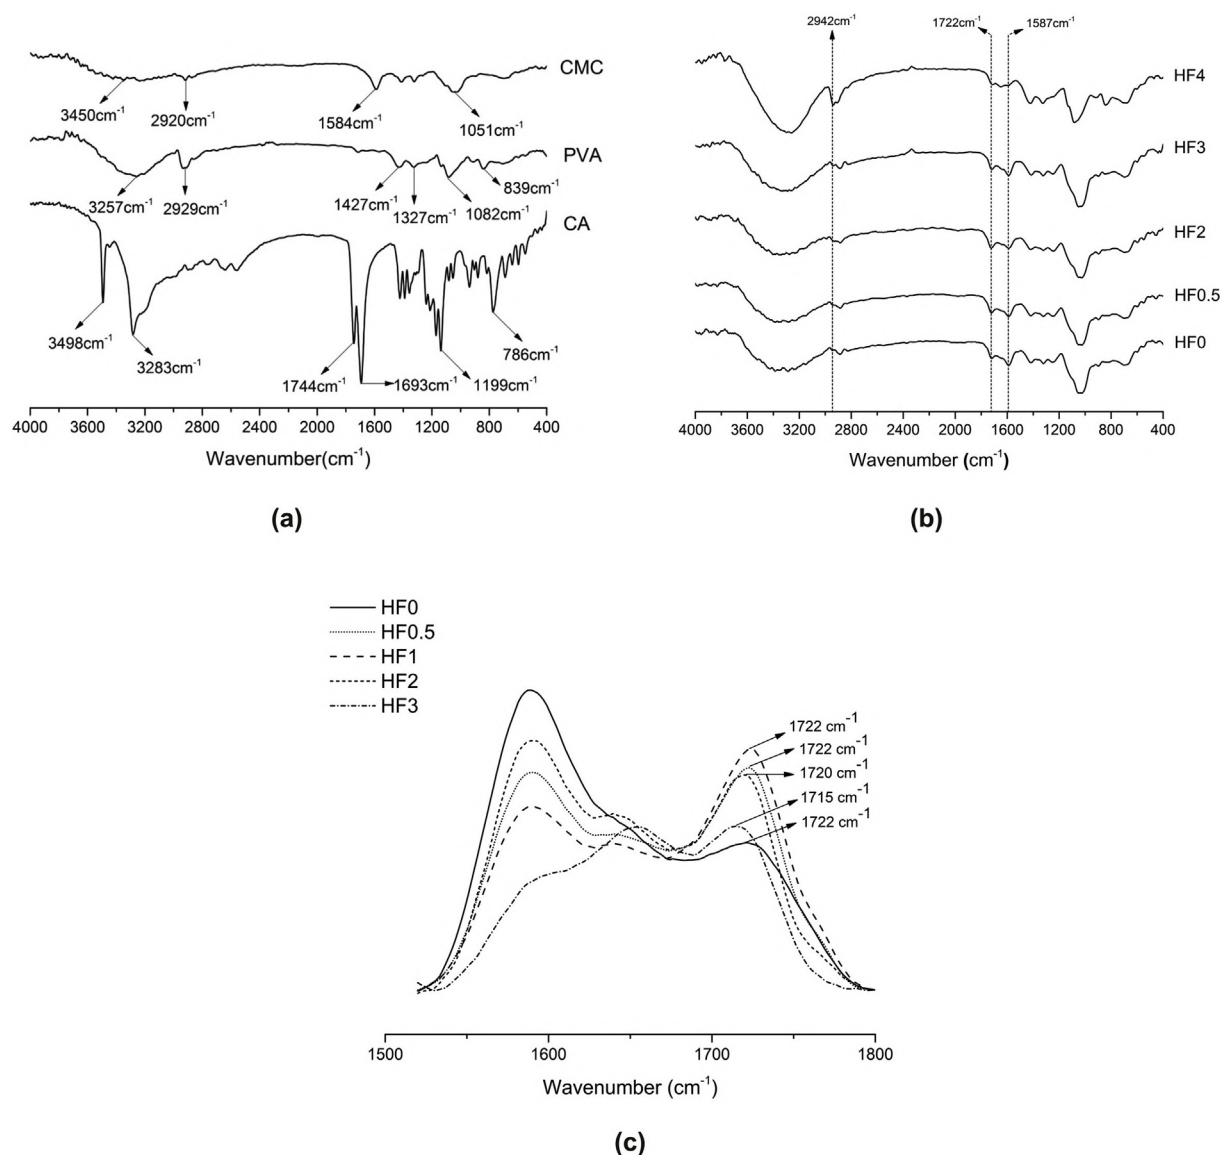 CMC
3450cm-1
2920cm-1
1584cm-1
1051cm-1
PVA
3257cm-1
2929cm-1
1427cm-1
1327cm-1
1082cm-1
839cm-1
CA
3498cm-1
3283cm-1
1744cm-1
1693cm-1
1199cm-1
786cm-1
4000 3600 3200 2800 2400 2000 1600 1200 800 400
Wavenumber(cm-1)
(a)
2942cm-1
1722cm-1
1587cm-1
HF4
HF3
HF2
HF0.5
HF0
4000 3600 3200 2800 2400 2000 1600 1200 800 400
Wavenumber (cm-1)
(b)
HF0
HF0.5
HF1
HF2
HF3
1722 cm-1
1722 cm-1
1720 cm-1
1715 cm-1
1722 cm-1
1500 1600 1700 1800
Wavenumber (cm-1)
(c)